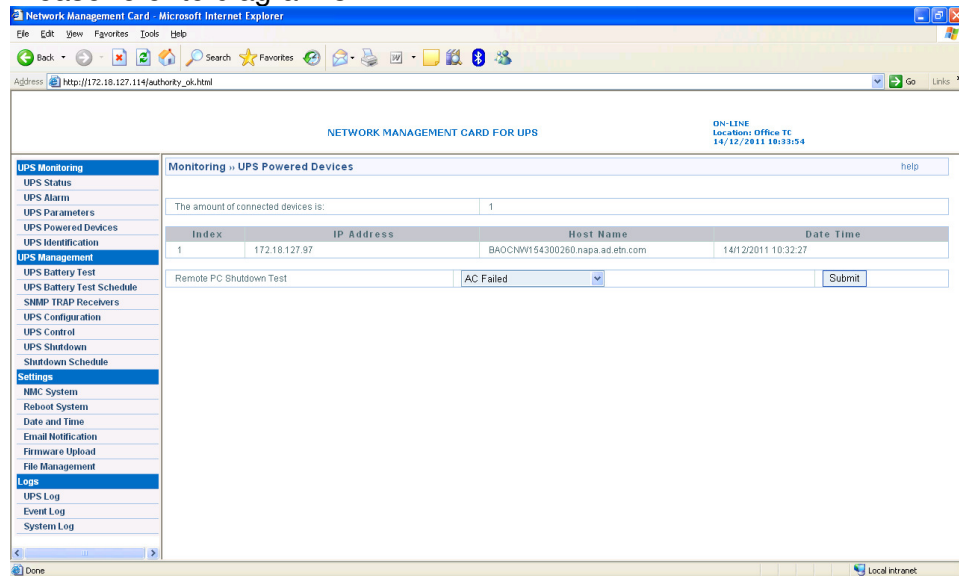 Network Management Card - Microsoft Internet Explorer
File Edit View Favorites Tools Help
Back Search Favorites
Address http://172.18.127.114/authority_ok.html Go Links
NETWORK MANAGEMENT CARD FOR UPS
ON-LINE
Location: Office TC
14/12/2011 10:33:54
UPS Monitoring
UPS Status
UPS Alarm
UPS Parameters
UPS Powered Devices
UPS Identification
UPS Management
UPS Battery Test
UPS Battery Test Schedule
SNMP TRAP Receivers
UPS Configuration
UPS Control
UPS Shutdown
Shutdown Schedule
Settings
NMC System
Reboot System
Date and Time
Email Notification
Firmware Upload
File Management
Logs
UPS Log
Event Log
System Log
Monitoring » UPS Powered Devices help
The amount of connected devices is: 1
Index IP Address Host Name Date Time
1 172.18.127.97 BAOCNW154300260.napa.ad.etn.com 14/12/2011 10:32:27
Remote PC Shutdown Test AC Failed Submit
Done Local intranet